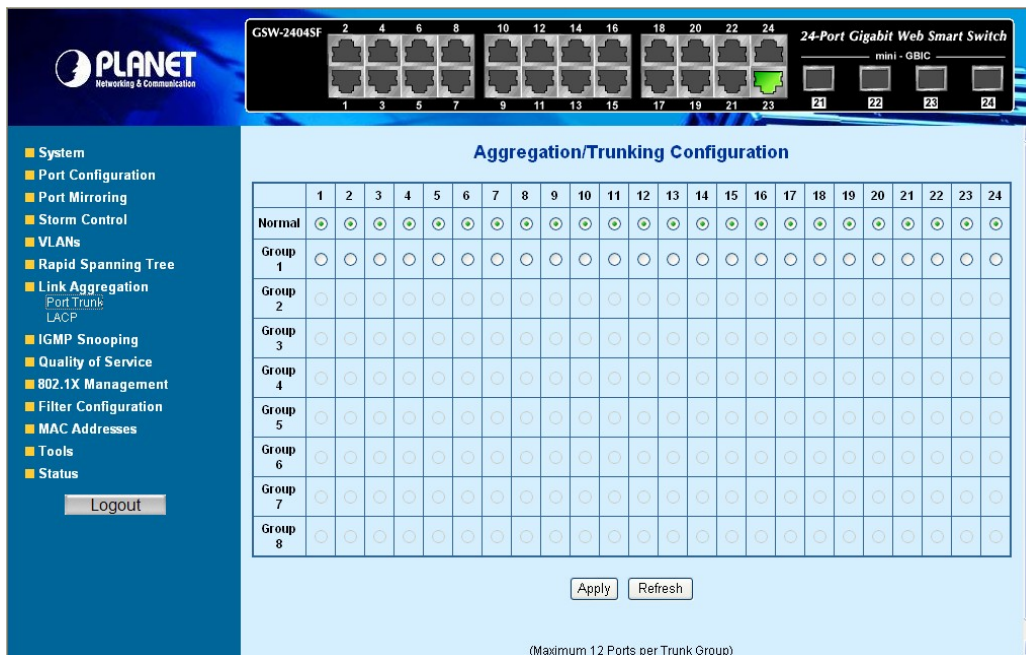 PLANET
Networking & Communication
GSW-2404SF
2 4 6 8 10 12 14 16 18 20 22 24
1 3 5 7 9 11 13 15 17 19 21 23
24-Port Gigabit Web Smart Switch
mini - GBIC
21 22 23 24
System
Port Configuration
Port Mirroring
Storm Control
VLANs
Rapid Spanning Tree
Link Aggregation
Port Trunk
LACP
IGMP Snooping
Quality of Service
802.1X Management
Filter Configuration
MAC Addresses
Tools
Status
Logout
Aggregation/Trunking Configuration
1 2 3 4 5 6 7 8 9 10 11 12 13 14 15 16 17 18 19 20 21 22 23 24
Normal
Group
1
Group
2
Group
3
Group
4
Group
5
Group
6
Group
7
Group
8
Apply Refresh
(Maximum 12 Ports per Trunk Group)